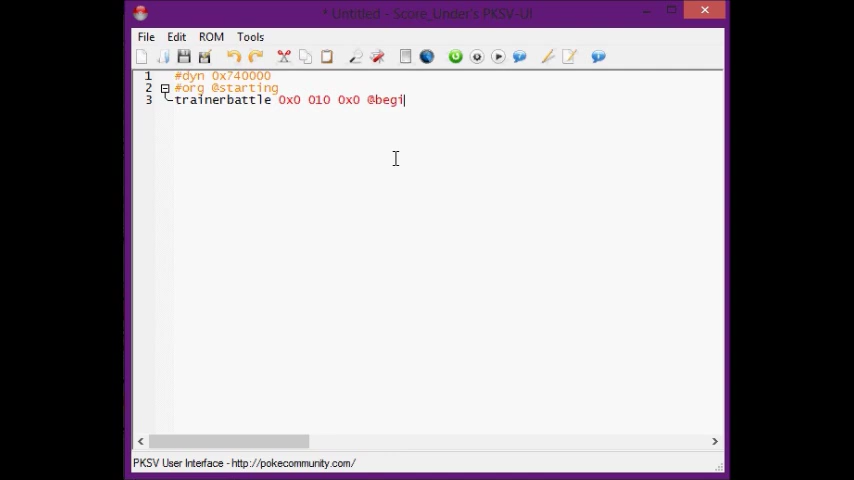 * Untitled - Score_Under's PKSV-UI
File Edit ROM Tools
1 #dyn 0x740000
2 #org @starting
3 trainerbattle 0x0 010 0x0 @begi
PKSV User Interface - http://pokecommunity.com/